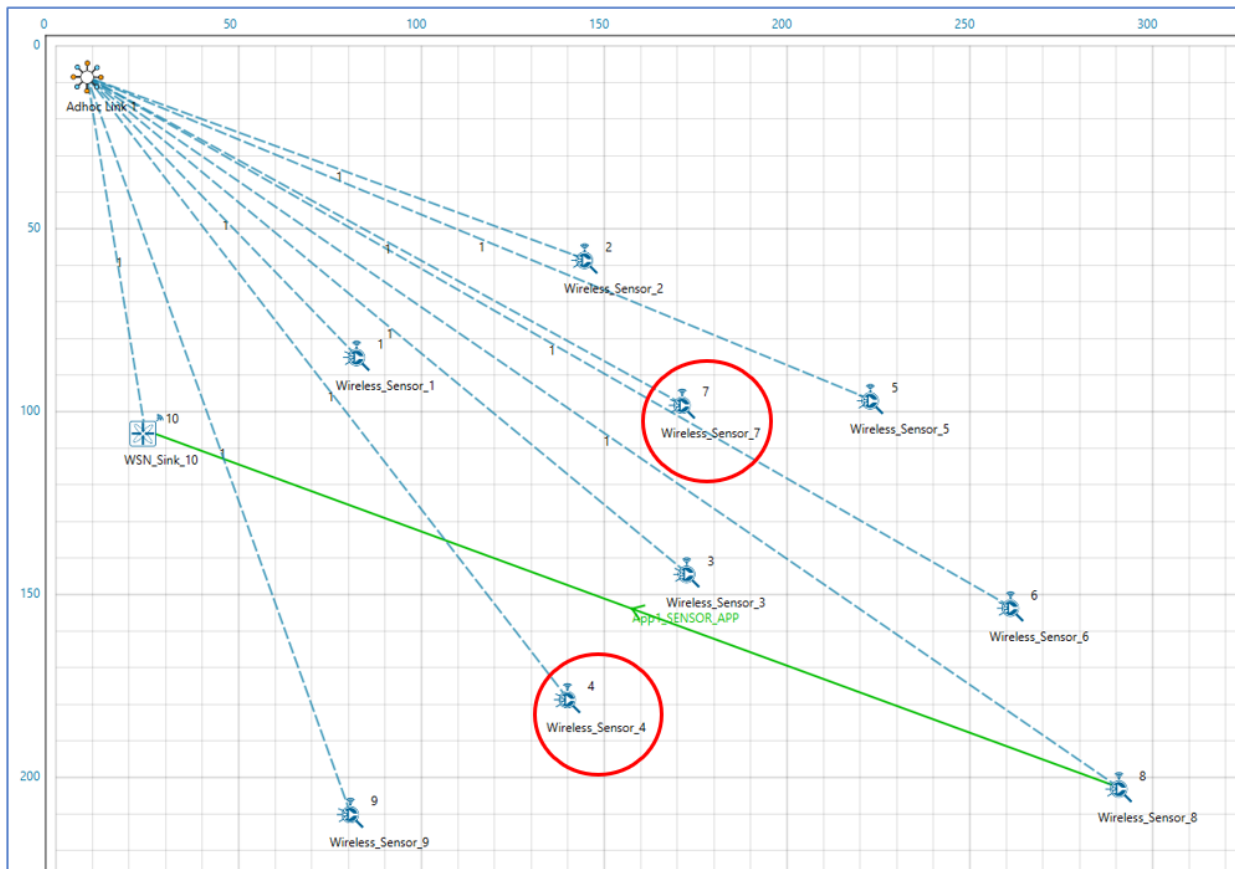 0 50 100 150 200 250 300
0
Adhoc Link 1
1
1
50
1
1
1
2
Wireless_Sensor_2
1
1
1
1
Wireless_Sensor_1
1
7
Wireless_Sensor_7
5
Wireless_Sensor_5
100
10
WSN_Sink_10
1
1
150
3
Wireless_Sensor_3
App1_SENSOR_APP
6
Wireless_Sensor_6
4
Wireless_Sensor_4
200
8
Wireless_Sensor_8
9
Wireless_Sensor_9